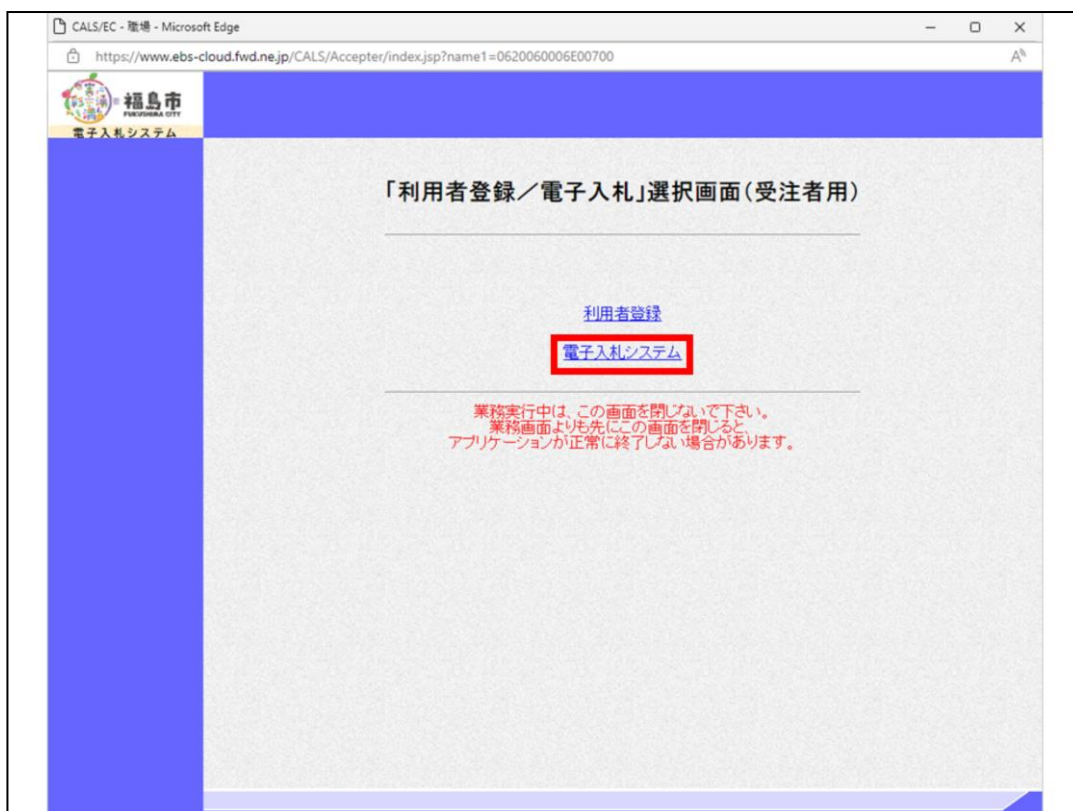 CALS/EC - 職場 - Microsoft Edge
https://www.ebs-cloud.fwd.ne.jp/CALS/Accepter/index.jsp?name1=0620060006E00700
福島市
FUKUSHIMA CITY
電子入札システム
「利用者登録／電子入札」選択画面(受注者用)
利用者登録
電子入札システム
業務実行中は、この画面を閉じないで下さい。
業務画面よりも先にこの画面を閉じると、
アプリケーションが正常に終了しない場合があります。